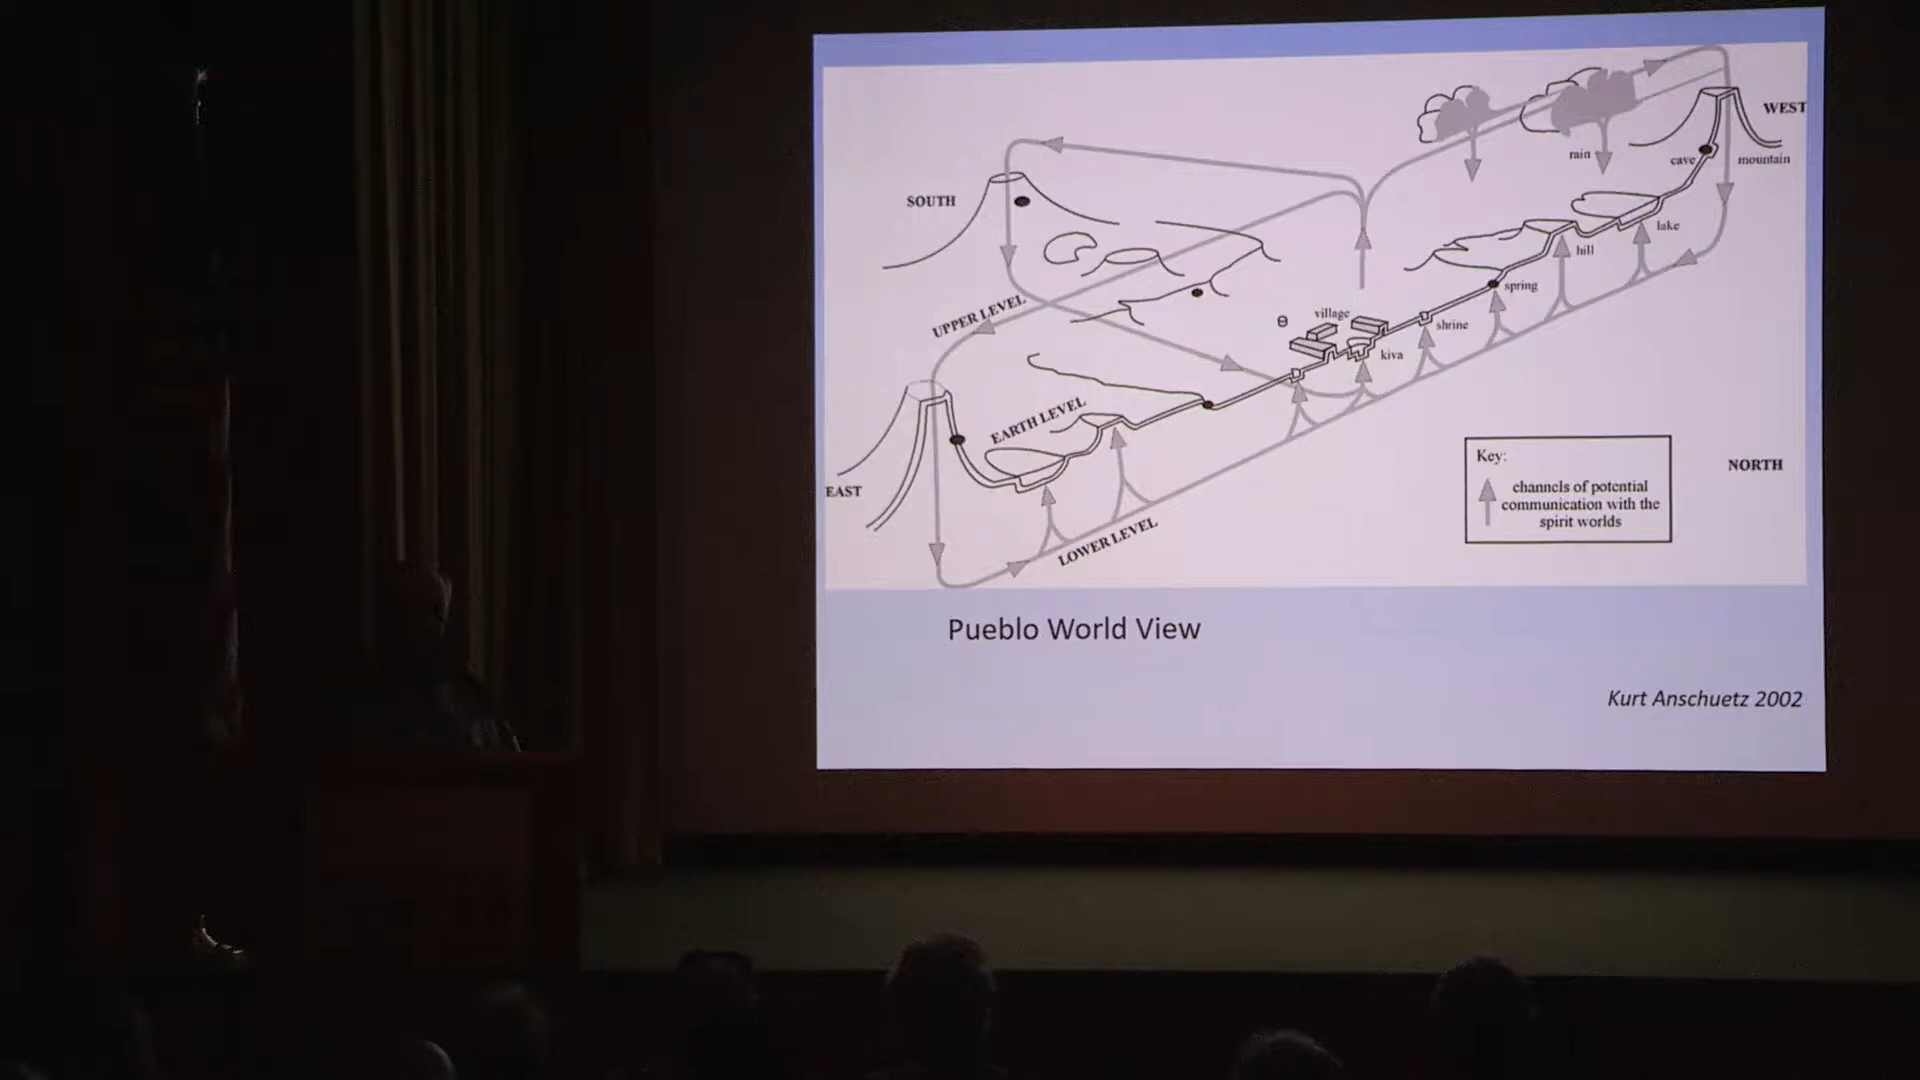 WEST
rain
cave
mountain
SOUTH
lake
hill
spring
UPPER LEVEL
village
shrine
kiva
EARTH LEVEL
Key:
channels of potential
communication with the
spirit worlds
NORTH
EAST
LOWER LEVEL
Pueblo World View
Kurt Anschuetz 2002